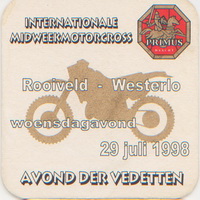 INTERNATIONALE
MIDWEEKMOTORCROSS
PRIMUS
Rooiveld - Westerlo
woensdagavond
29 juli 1998
AVOND DER VEDETTEN